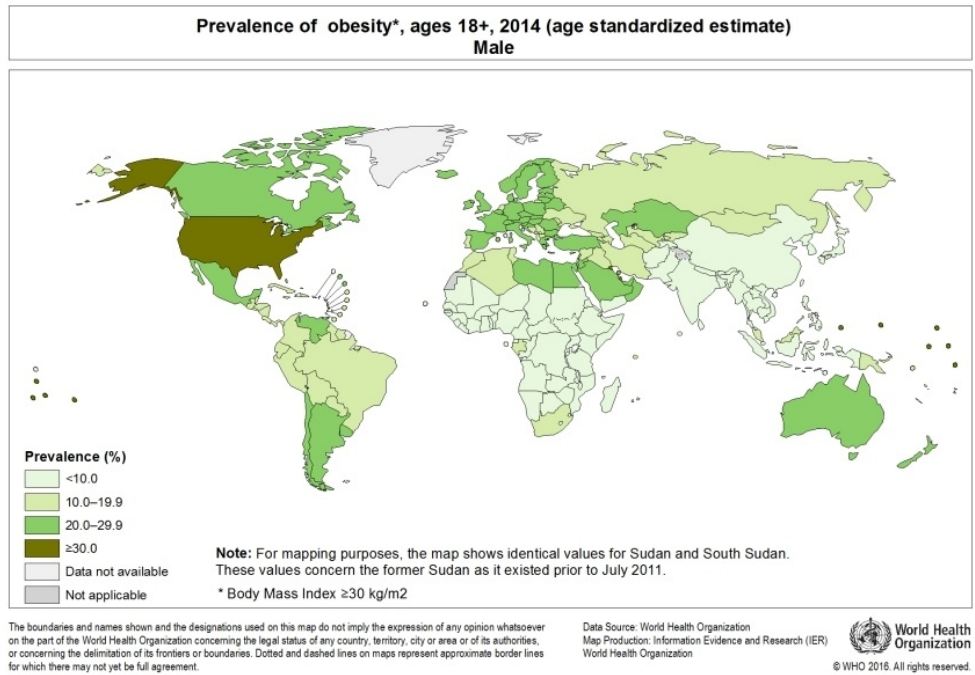 Prevalence of obesity*, ages 18+, 2014 (age standardized estimate)
Male
Prevalence (%)
<10.0
10.0–19.9
20.0–29.9
≥30.0
Data not available
Not applicable
Note: For mapping purposes, the map shows identical values for Sudan and South Sudan.
These values concern the former Sudan as it existed prior to July 2011.
* Body Mass Index ≥30 kg/m2
The boundaries and names shown and the designations used on this map do not imply the expression of any opinion whatsoever
on the part of the World Health Organization concerning the legal status of any country, territory, city or area or of its authorities,
or concerning the delimitation of its frontiers or boundaries. Dotted and dashed lines on maps represent approximate border lines
for which there may not yet be full agreement.
Data Source: World Health Organization
Map Production: Information Evidence and Research (IER)
World Health Organization
World Health
Organization
© WHO 2016. All rights reserved.